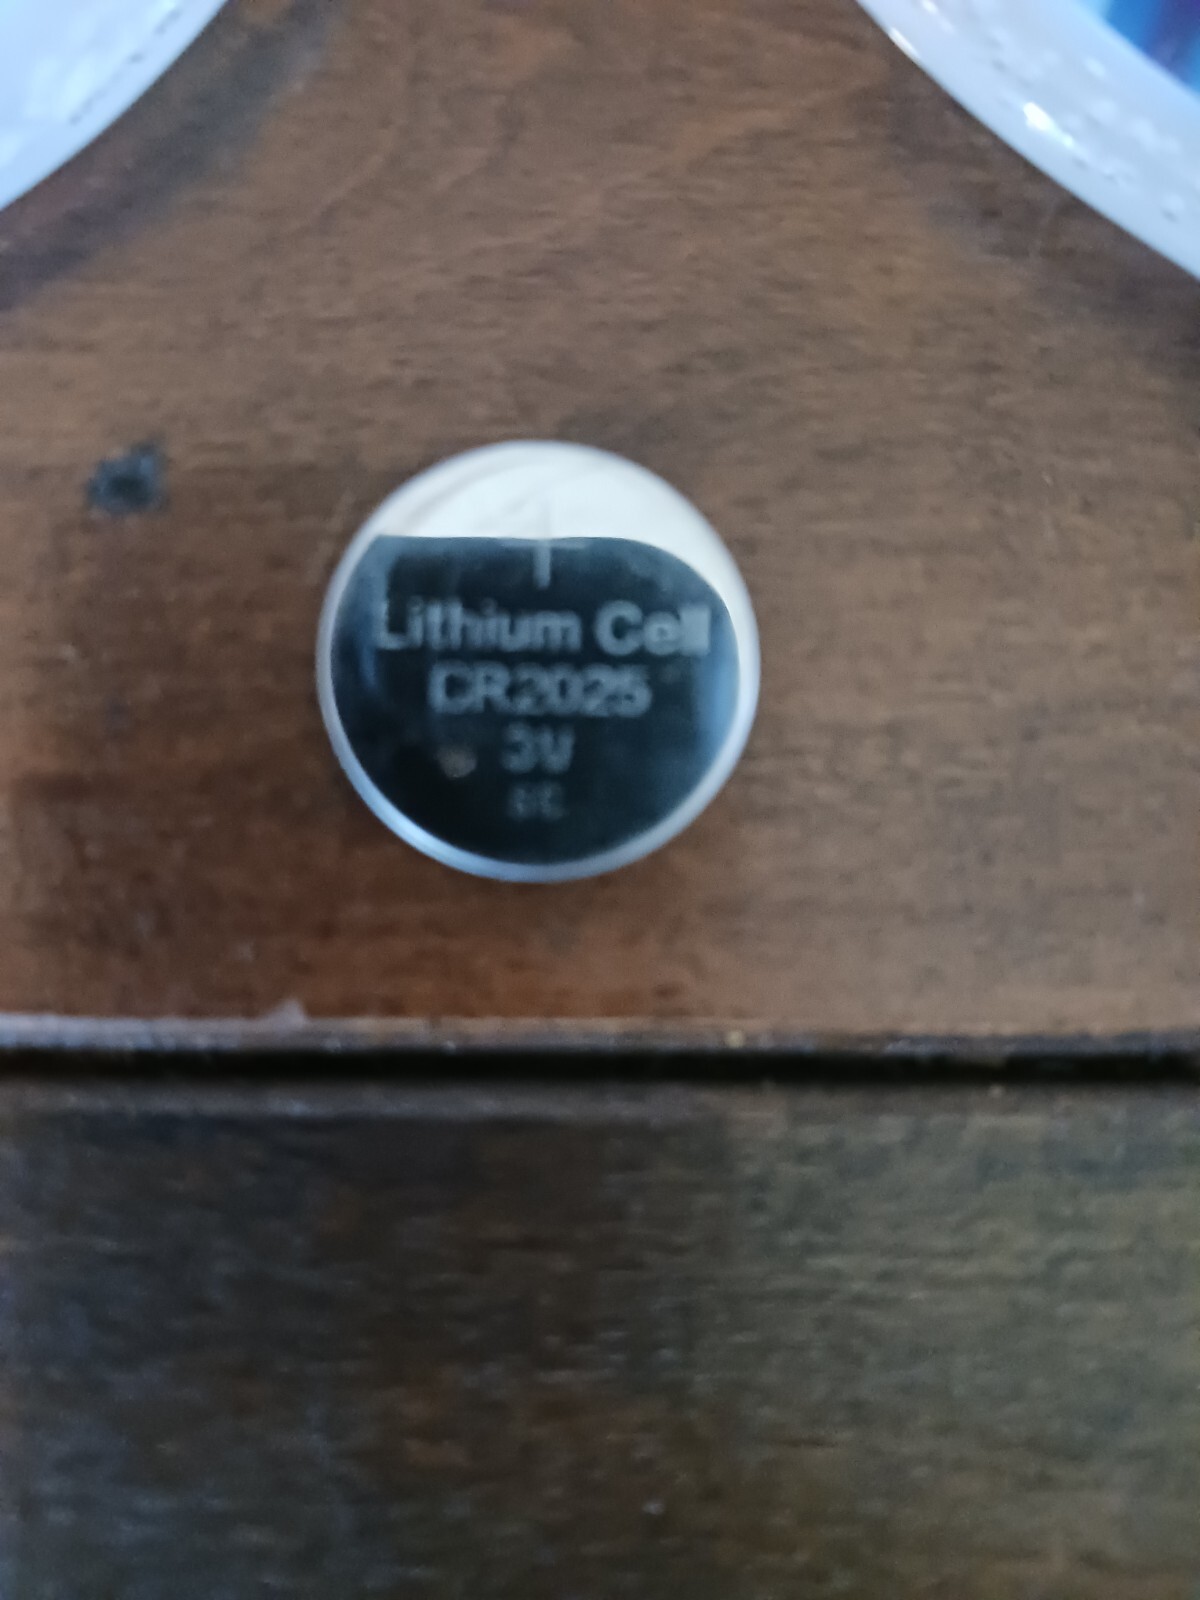 +
Lithium Cell
CR2025
3V